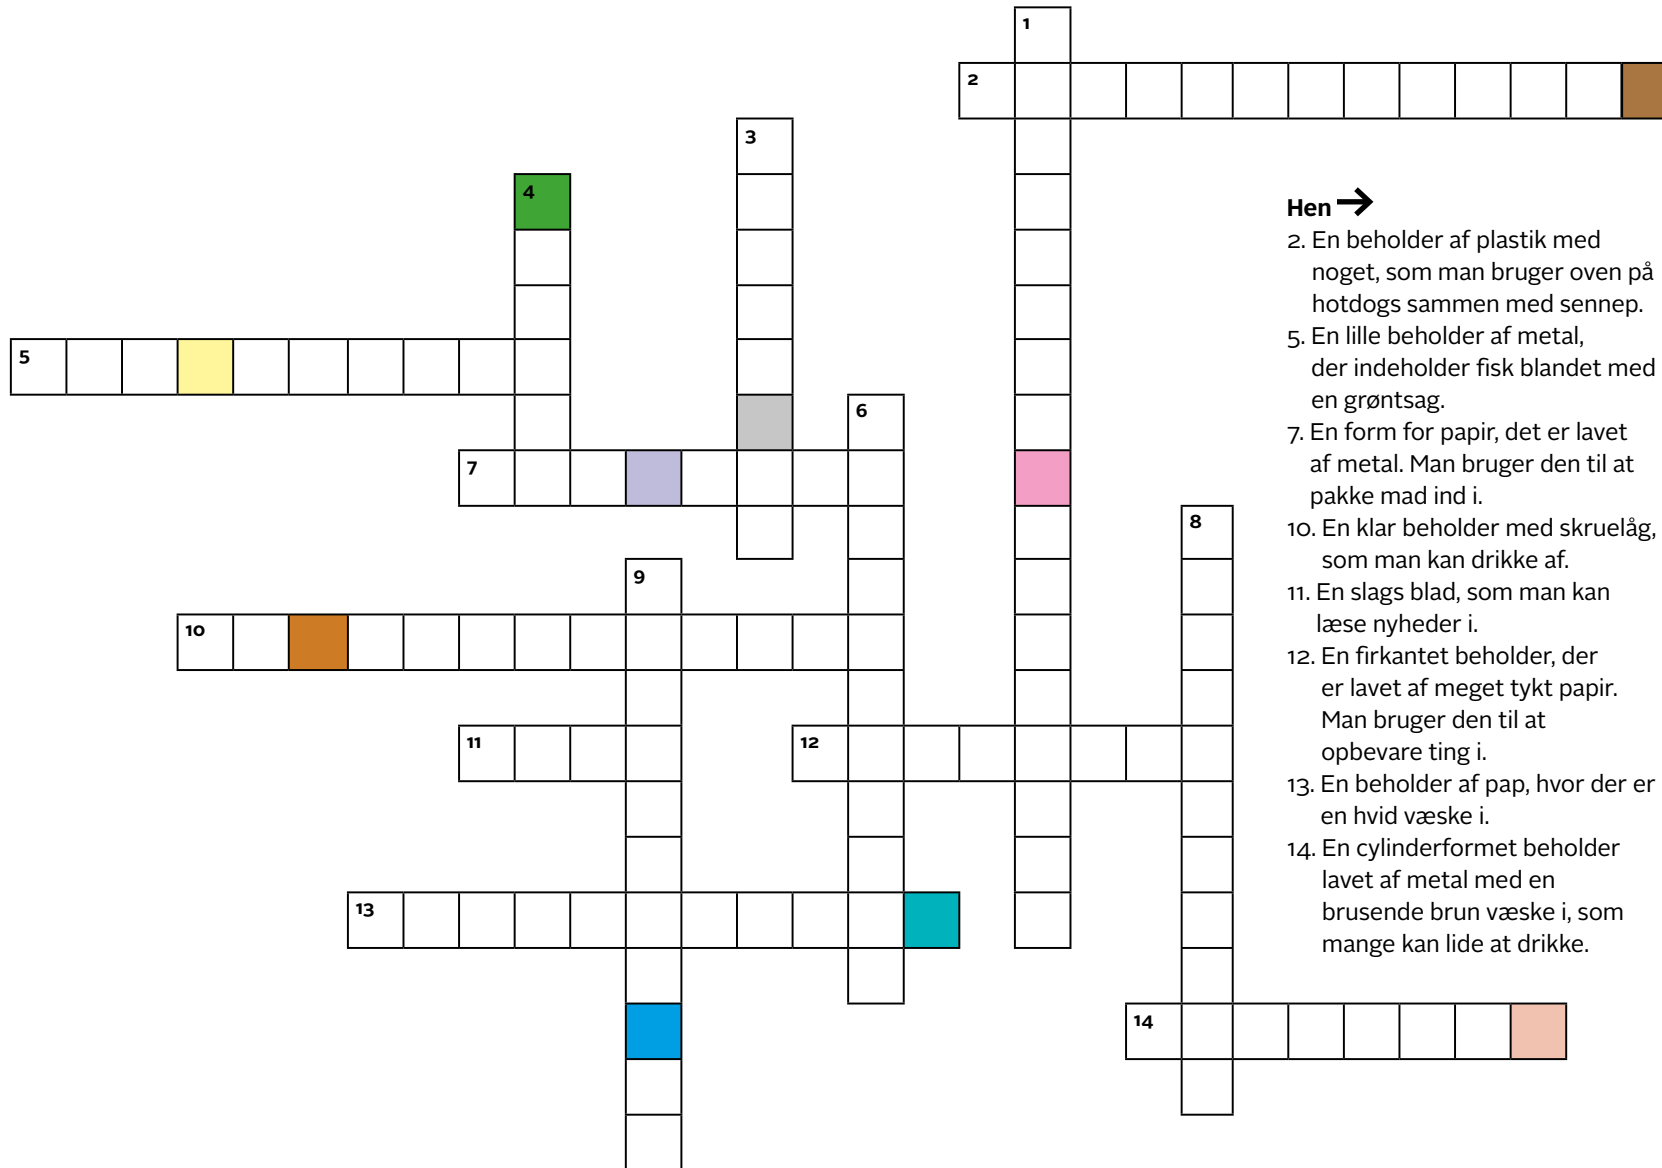 1
2
3
4
5
6
7
8
9
10
11
12
13
14
Hen →
2. En beholder af plastik med
noget, som man bruger oven på
hotdogs sammen med sennep.
5. En lille beholder af metal,
der indeholder fisk blandet med
en grøntsag.
7. En form for papir, det er lavet
af metal. Man bruger den til at
pakke mad ind i.
10. En klar beholder med skruelåg,
som man kan drikke af.
11. En slags blad, som man kan
læse nyheder i.
12. En firkantet beholder, der
er lavet af meget tykt papir.
Man bruger den til at
opbevare ting i.
13. En beholder af pap, hvor der er
en hvid væske i.
14. En cylinderformet beholder
lavet af metal med en
brusende brun væske i, som
mange kan lide at drikke.